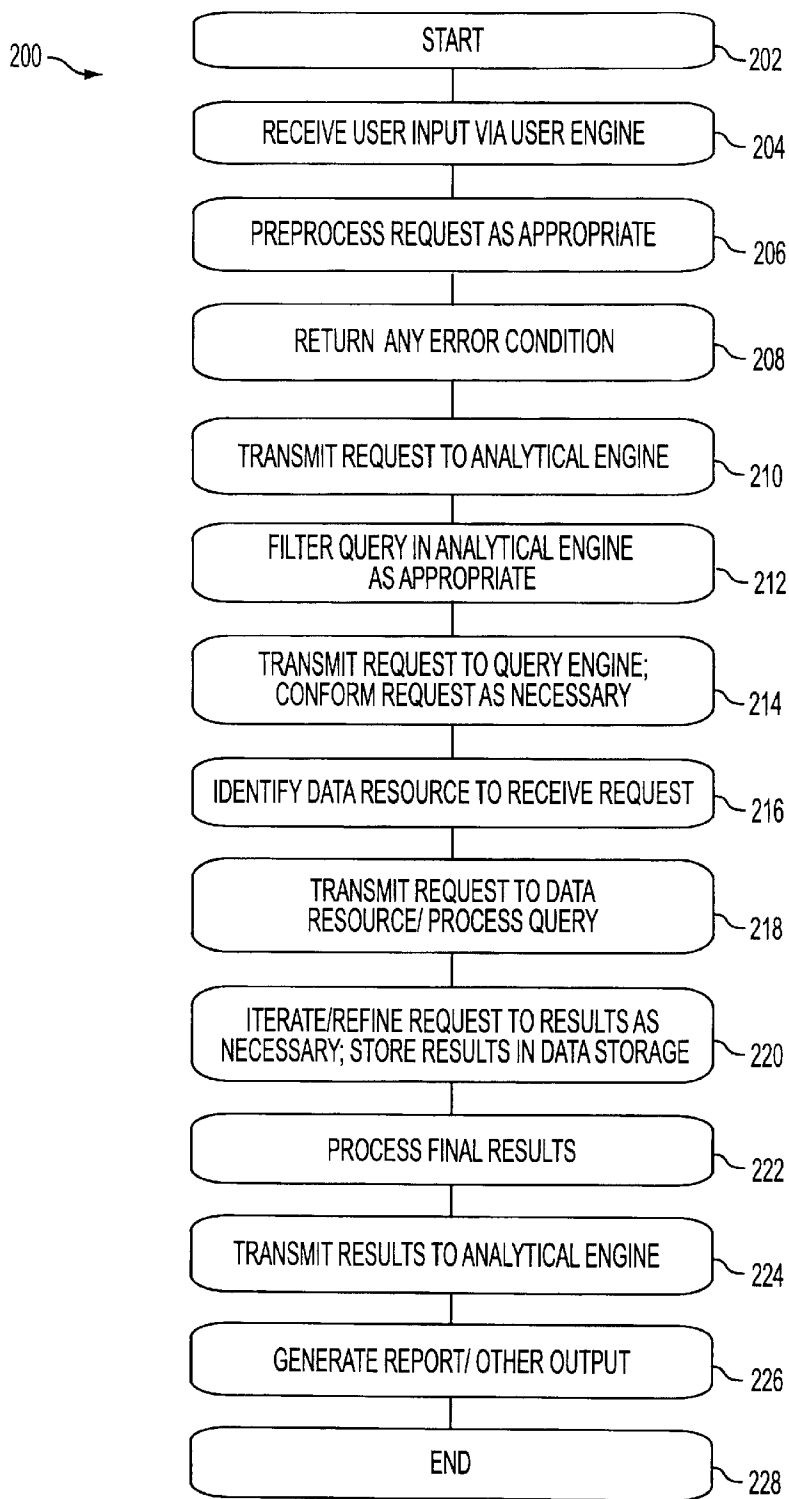 200
START
202
RECEIVE USER INPUT VIA USER ENGINE
204
PREPROCESS REQUEST AS APPROPRIATE
206
RETURN ANY ERROR CONDITION
208
TRANSMIT REQUEST TO ANALYTICAL ENGINE
210
FILTER QUERY IN ANALYTICAL ENGINE
AS APPROPRIATE
212
TRANSMIT REQUEST TO QUERY ENGINE;
CONFORM REQUEST AS NECESSARY
214
IDENTIFY DATA RESOURCE TO RECEIVE REQUEST
216
TRANSMIT REQUEST TO DATA
RESOURCE/ PROCESS QUERY
218
ITERATE/REFINE REQUEST TO RESULTS AS
NECESSARY; STORE RESULTS IN DATA STORAGE
220
PROCESS FINAL RESULTS
222
TRANSMIT RESULTS TO ANALYTICAL ENGINE
224
GENERATE REPORT/ OTHER OUTPUT
226
END
228